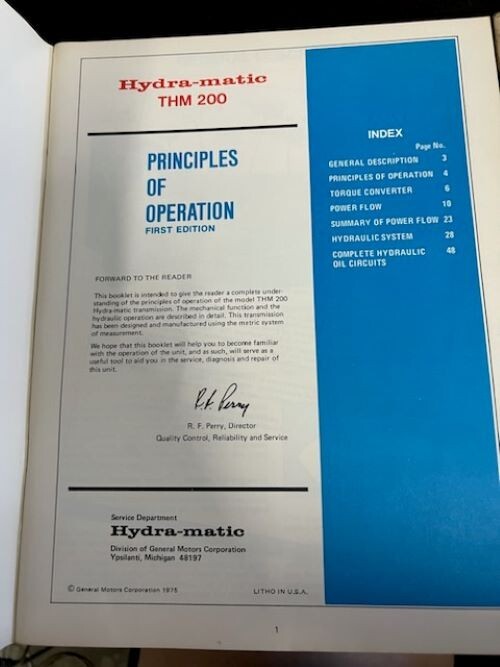 Hydra-matic
THM 200
PRINCIPLES
OF
OPERATION
FIRST EDITION
FORWARD TO THE READER
This booklet is intended to give the reader a complete under-
standing of the principles of operation of the model THM 200
Hydra-matic transmission. The mechanical function and the
hydraulic operation are described in detail. This transmission
has been designed and manufactured using the metric system
of measurement.
We hope that this booklet will help you to become familiar
with the operation of the unit, and as such, will serve as a
useful tool to aid you in the service, diagnosis and repair of
this unit.
R.F. Perry
R. F. Perry, Director
Quality Control, Reliability and Service
Service Department
Hydra-matic
Division of General Motors Corporation
Ypsilanti, Michigan 48197
© General Motors Corporation 1975
LITHO IN U.S.A.
INDEX
Page No.
GENERAL DESCRIPTION 3
PRINCIPLES OF OPERATION 4
TORQUE CONVERTER 6
POWER FLOW 10
SUMMARY OF POWER FLOW 23
HYDRAULIC SYSTEM 28
COMPLETE HYDRAULIC 48
OIL CIRCUITS
1